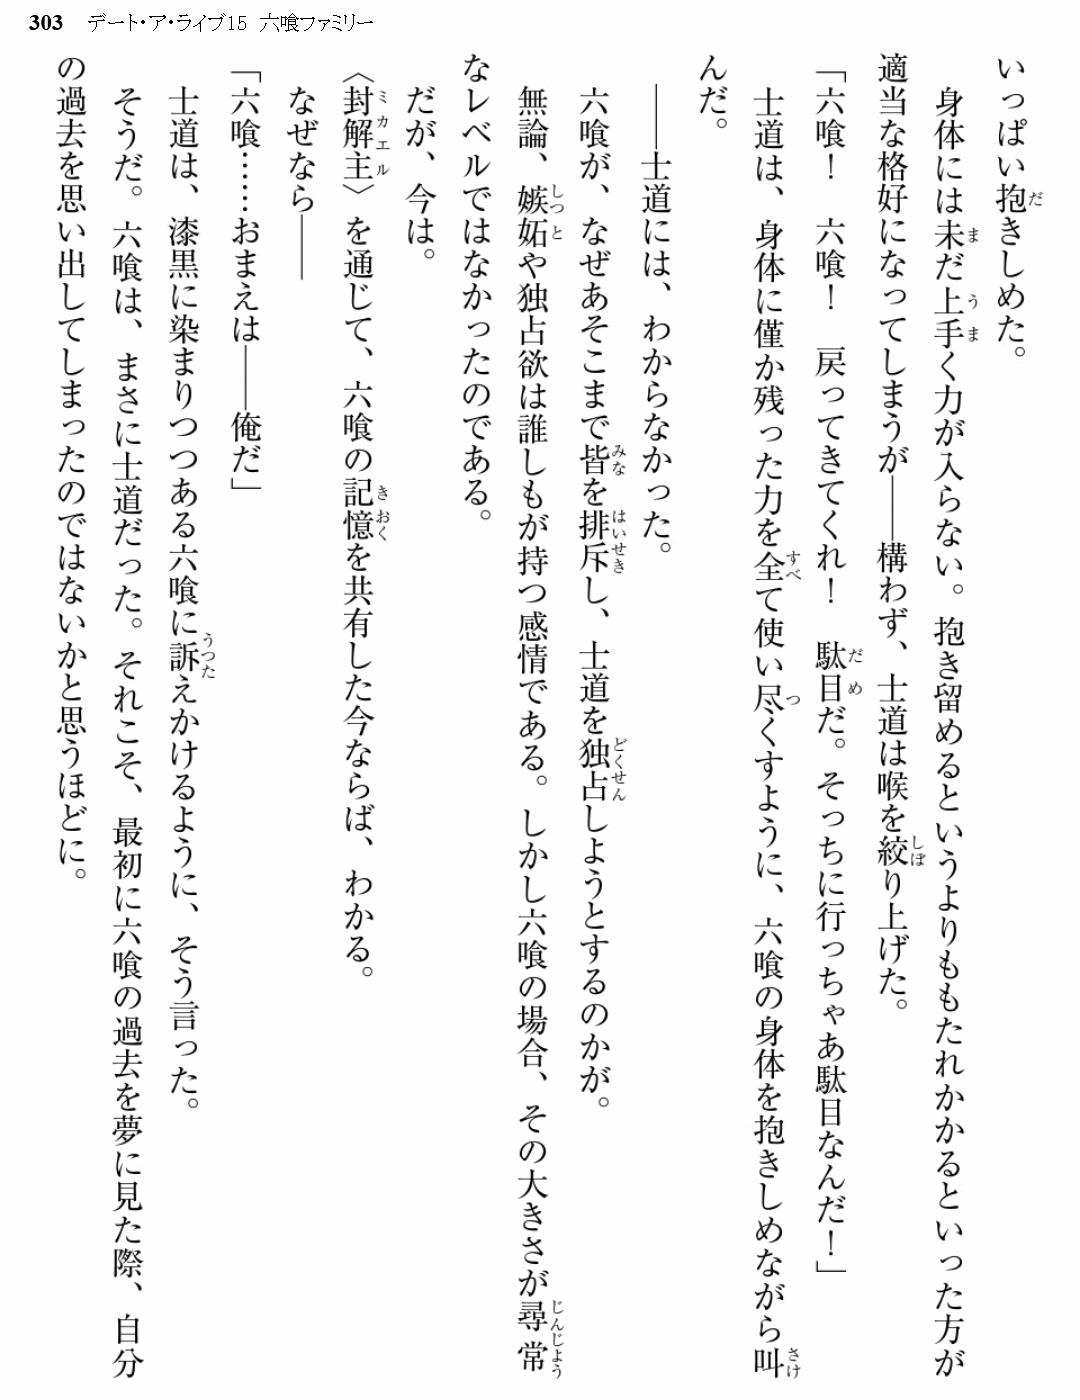 303 デート・ア・ライブ15 六喰ファミリー
いっぱい抱きしめた。
身体には未だ上手く力が入らない。抱き留めるというよりももたれかかるといった方が
適当な格好になってしまうが――構わず、士道は喉を絞り上げた。
「六喰！　六喰！　戻ってきてくれ！　駄目だ。そっちに行っちゃあ駄目なんだ！」
士道は、身体に僅か残った力を全て使い尽くすように、六喰の身体を抱きしめながら叫
んだ。
――士道には、わからなかった。
六喰が、なぜあそこまで皆を排斥し、士道を独占しようとするのかが。
無論、嫉妬や独占欲は誰しもが持つ感情である。しかし六喰の場合、その大きさが尋常
なレベルではなかったのである。
だが、今は。
〈封解主〉を通じて、六喰の記憶を共有した今ならば、わかる。
なぜなら――
「六喰……おまえは――俺だ」
士道は、漆黒に染まりつつある六喰に訴えかけるように、そう言った。
そうだ。六喰は、まさに士道だった。それこそ、最初に六喰の過去を夢に見た際、自分
の過去を思い出してしまったのではないかと思うほどに。